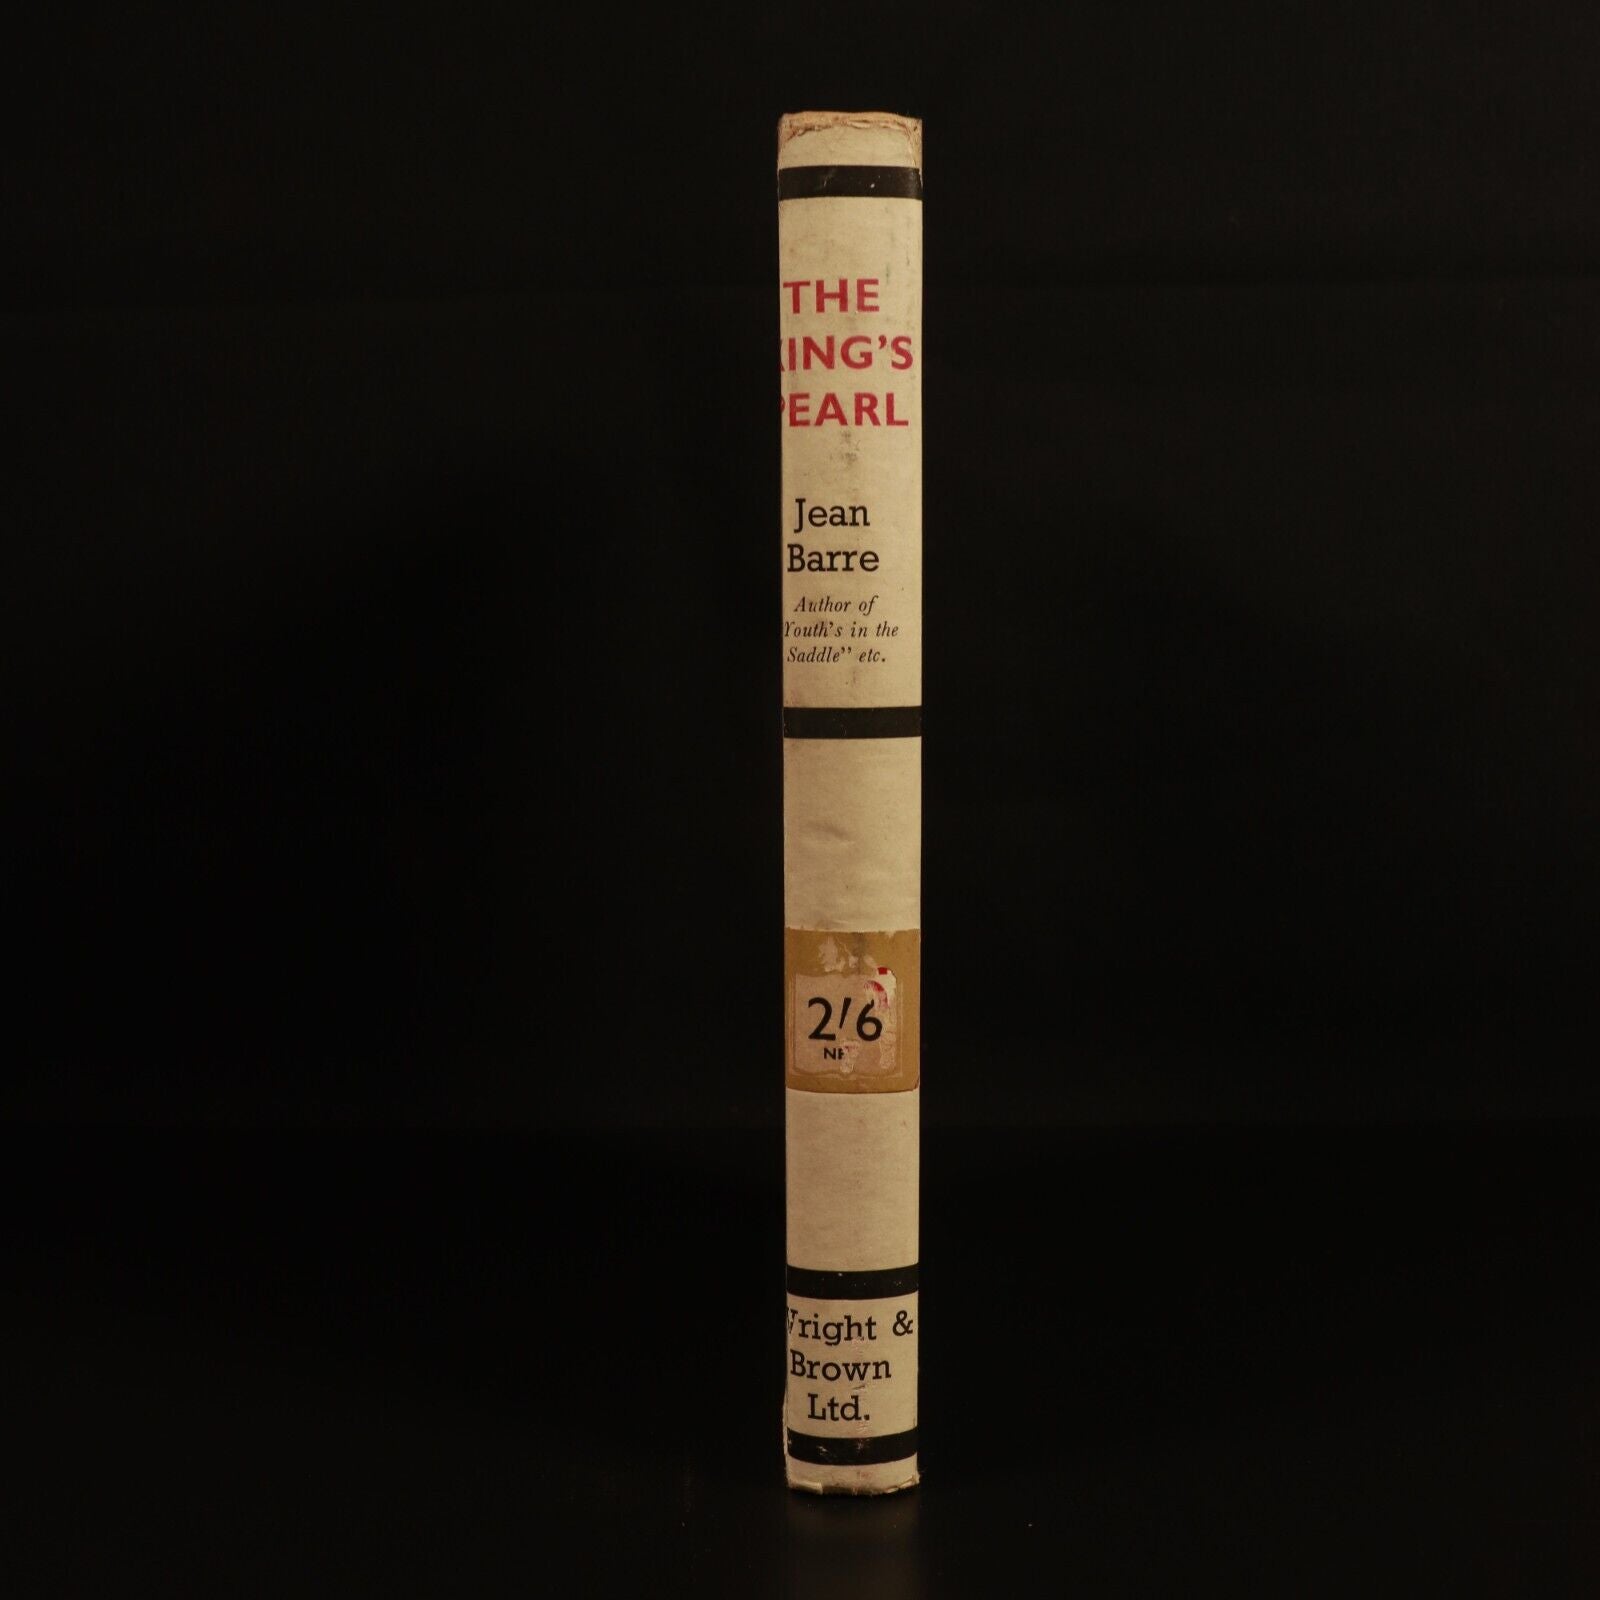 THE
KING'S
PEARL
Jean
Barre
Author of
"Youth's in the
Saddle" etc.
2/6
NET
Wright &
Brown
Ltd.